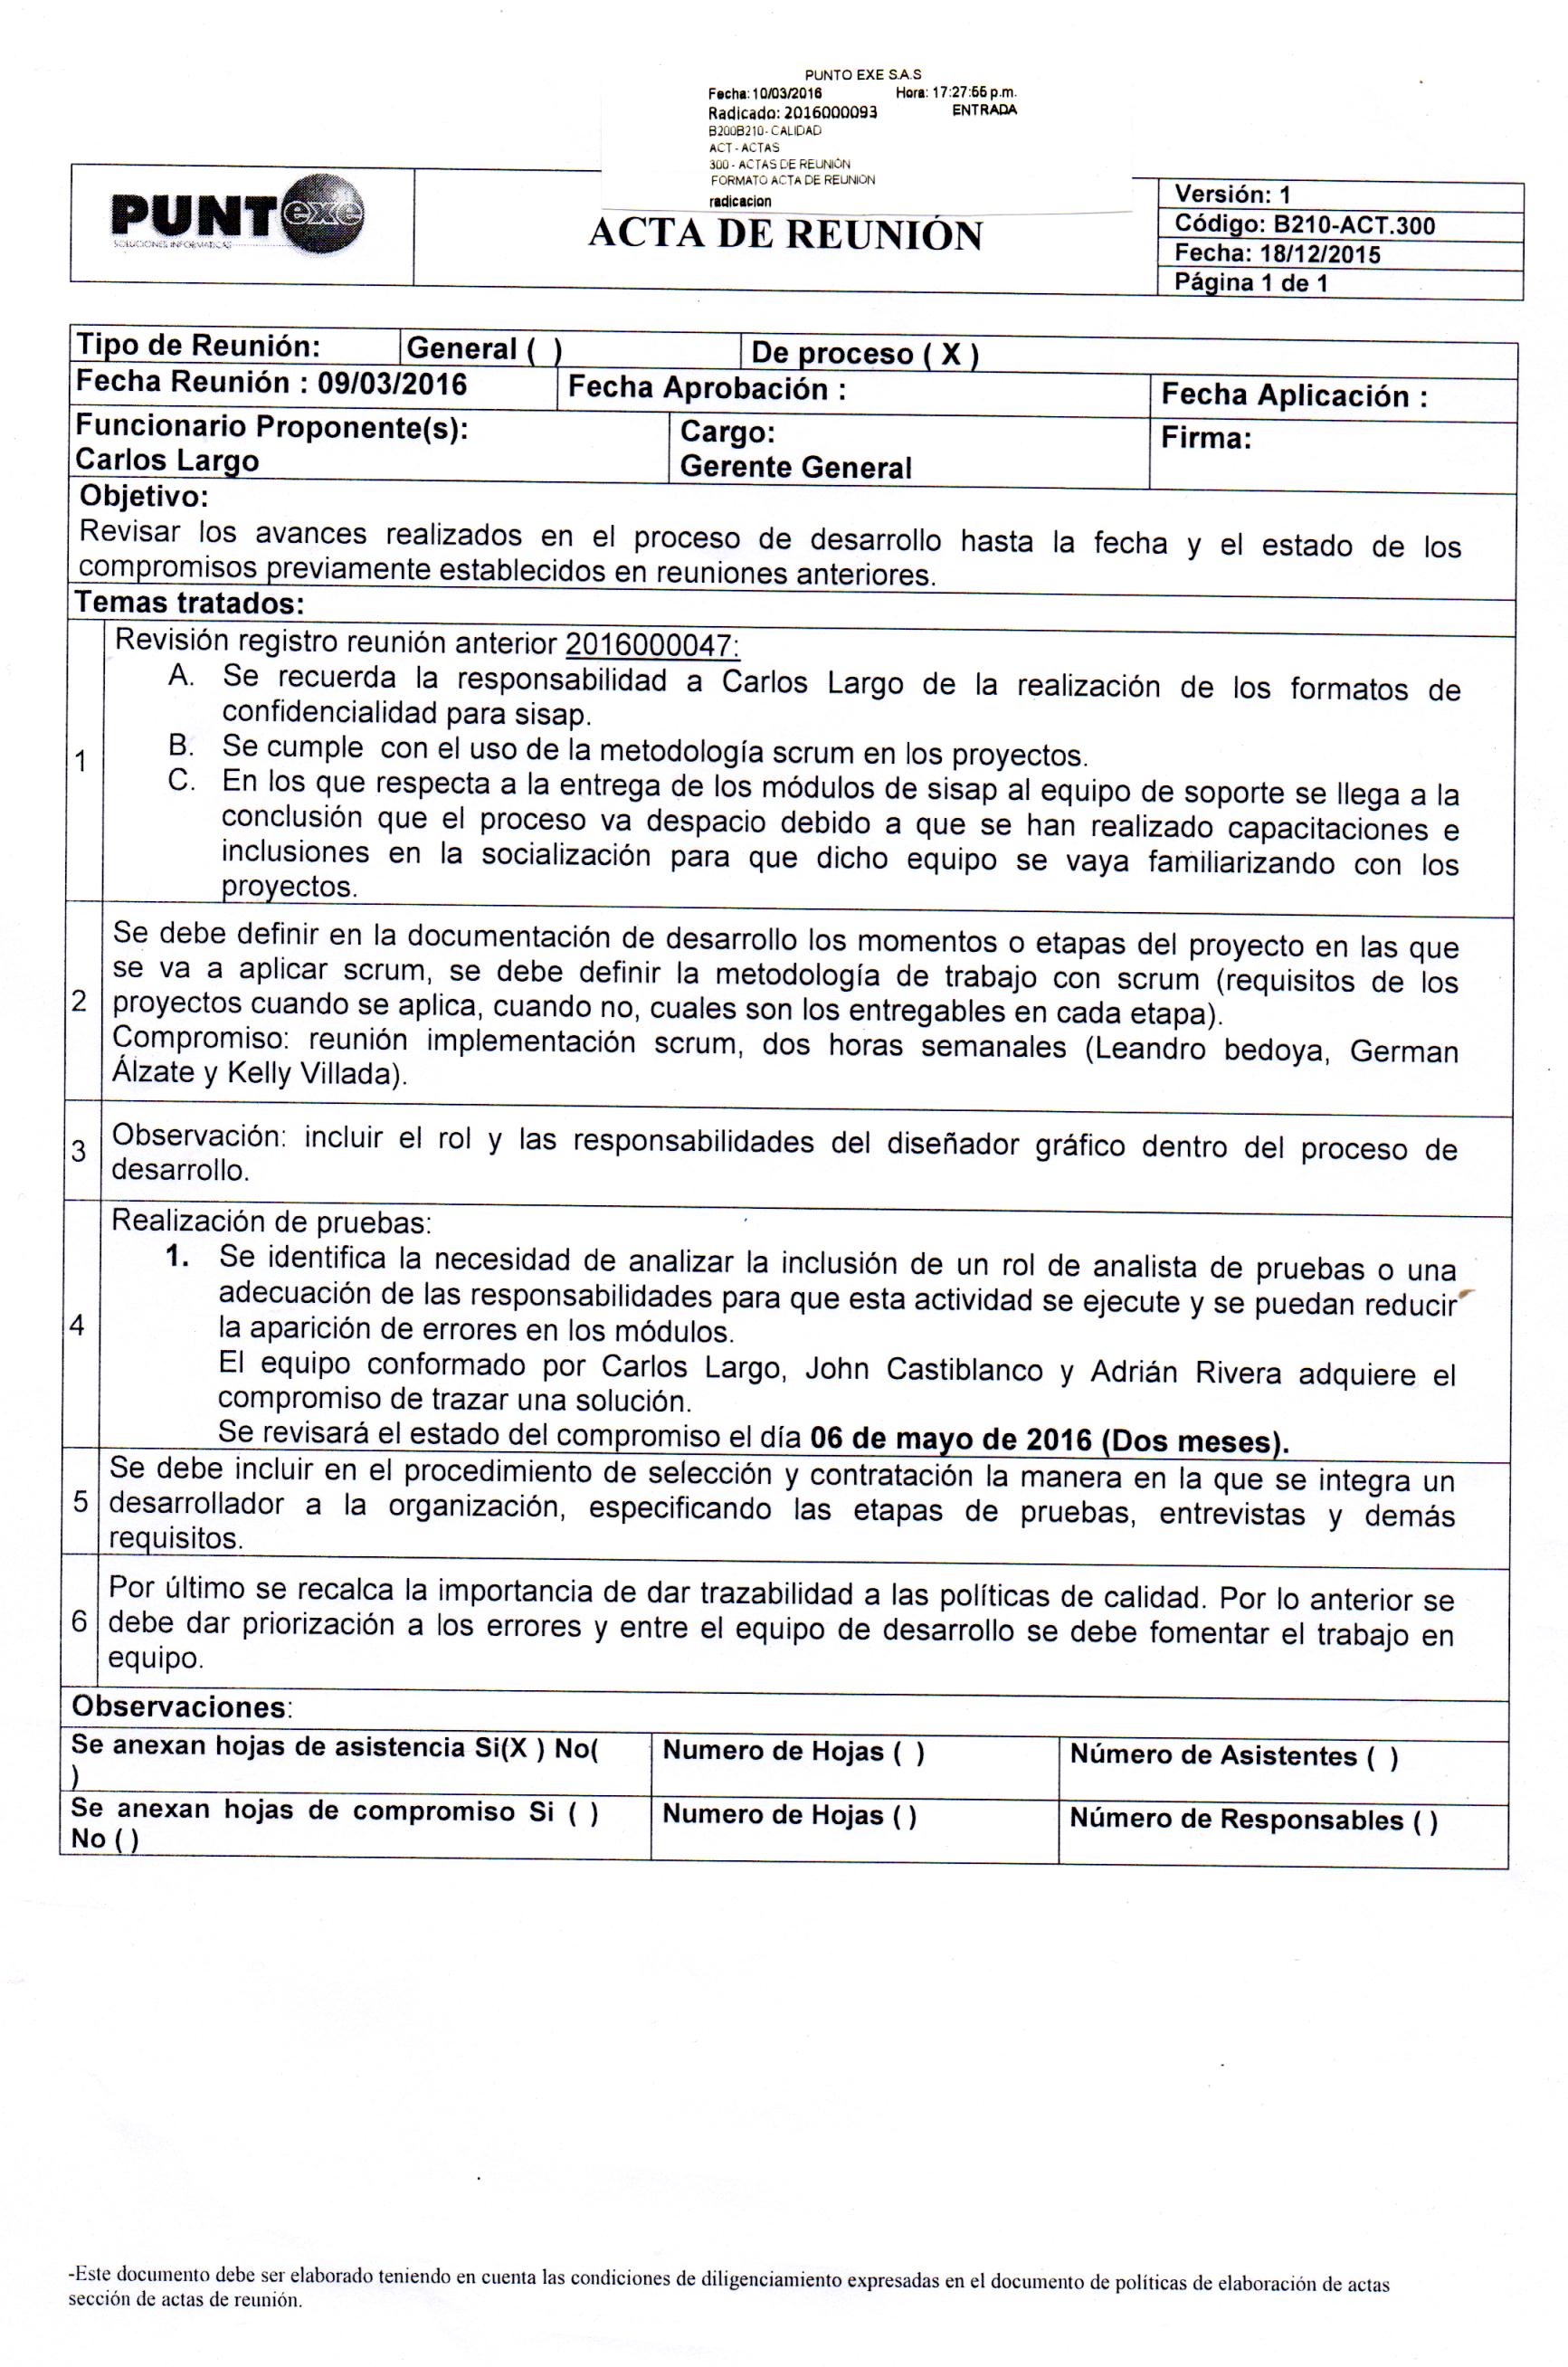 PUNTO EXE S.A.S
Fecha: 10/03/2016 Hora: 17:27:55 p.m.
Radicado: 2016000093 ENTRADA
B200B210- CALIDAD
ACT - ACTAS
300 - ACTAS DE REUNIÓN
FORMATO ACTA DE REUNION
radicacion
PUNTexe
SOLUCIONES INFORMATICAS
ACTA DE REUNIÓN
Versión: 1
Código: B210-ACT.300
Fecha: 18/12/2015
Página 1 de 1
Tipo de Reunión: General ( ) De proceso ( X )
Fecha Reunión : 09/03/2016 Fecha Aprobación : Fecha Aplicación :
Funcionario Proponente(s): Cargo: Firma:
Carlos Largo Gerente General
Objetivo:
Revisar los avances realizados en el proceso de desarrollo hasta la fecha y el estado de los
compromisos previamente establecidos en reuniones anteriores.
Temas tratados:
1
Revisión registro reunión anterior 2016000047:
A. Se recuerda la responsabilidad a Carlos Largo de la realización de los formatos de
confidencialidad para sisap.
B. Se cumple con el uso de la metodología scrum en los proyectos.
C. En los que respecta a la entrega de los módulos de sisap al equipo de soporte se llega a la
conclusión que el proceso va despacio debido a que se han realizado capacitaciones e
inclusiones en la socialización para que dicho equipo se vaya familiarizando con los
proyectos.
2
Se debe definir en la documentación de desarrollo los momentos o etapas del proyecto en las que
se va a aplicar scrum, se debe definir la metodología de trabajo con scrum (requisitos de los
proyectos cuando se aplica, cuando no, cuales son los entregables en cada etapa).
Compromiso: reunión implementación scrum, dos horas semanales (Leandro bedoya, German
Álzate y Kelly Villada).
3
Observación: incluir el rol y las responsabilidades del diseñador gráfico dentro del proceso de
desarrollo.
4
Realización de pruebas:
1. Se identifica la necesidad de analizar la inclusión de un rol de analista de pruebas o una
adecuación de las responsabilidades para que esta actividad se ejecute y se puedan reducir
la aparición de errores en los módulos.
El equipo conformado por Carlos Largo, John Castiblanco y Adrián Rivera adquiere el
compromiso de trazar una solución.
Se revisará el estado del compromiso el día 06 de mayo de 2016 (Dos meses).
5
Se debe incluir en el procedimiento de selección y contratación la manera en la que se integra un
desarrollador a la organización, especificando las etapas de pruebas, entrevistas y demás
requisitos.
6
Por último se recalca la importancia de dar trazabilidad a las políticas de calidad. Por lo anterior se
debe dar priorización a los errores y entre el equipo de desarrollo se debe fomentar el trabajo en
equipo.
Observaciones:
Se anexan hojas de asistencia Si(X ) No( Numero de Hojas ( ) Número de Asistentes ( )
)
Se anexan hojas de compromiso Si ( ) Numero de Hojas ( ) Número de Responsables ( )
No ( )
-Este documento debe ser elaborado teniendo en cuenta las condiciones de diligenciamiento expresadas en el documento de políticas de elaboración de actas
sección de actas de reunión.